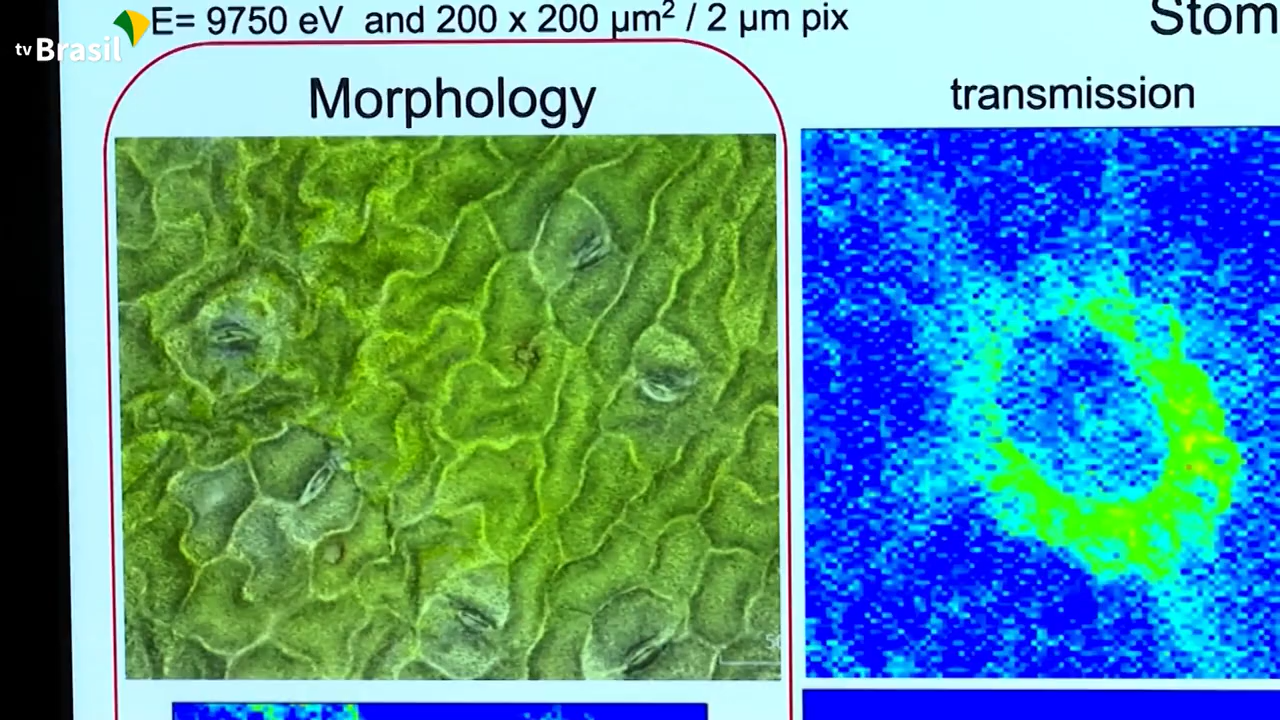 E= 9750 eV and 200 x 200 µm² / 2 µm pix
tv Brasil
Stom
Morphology
transmission